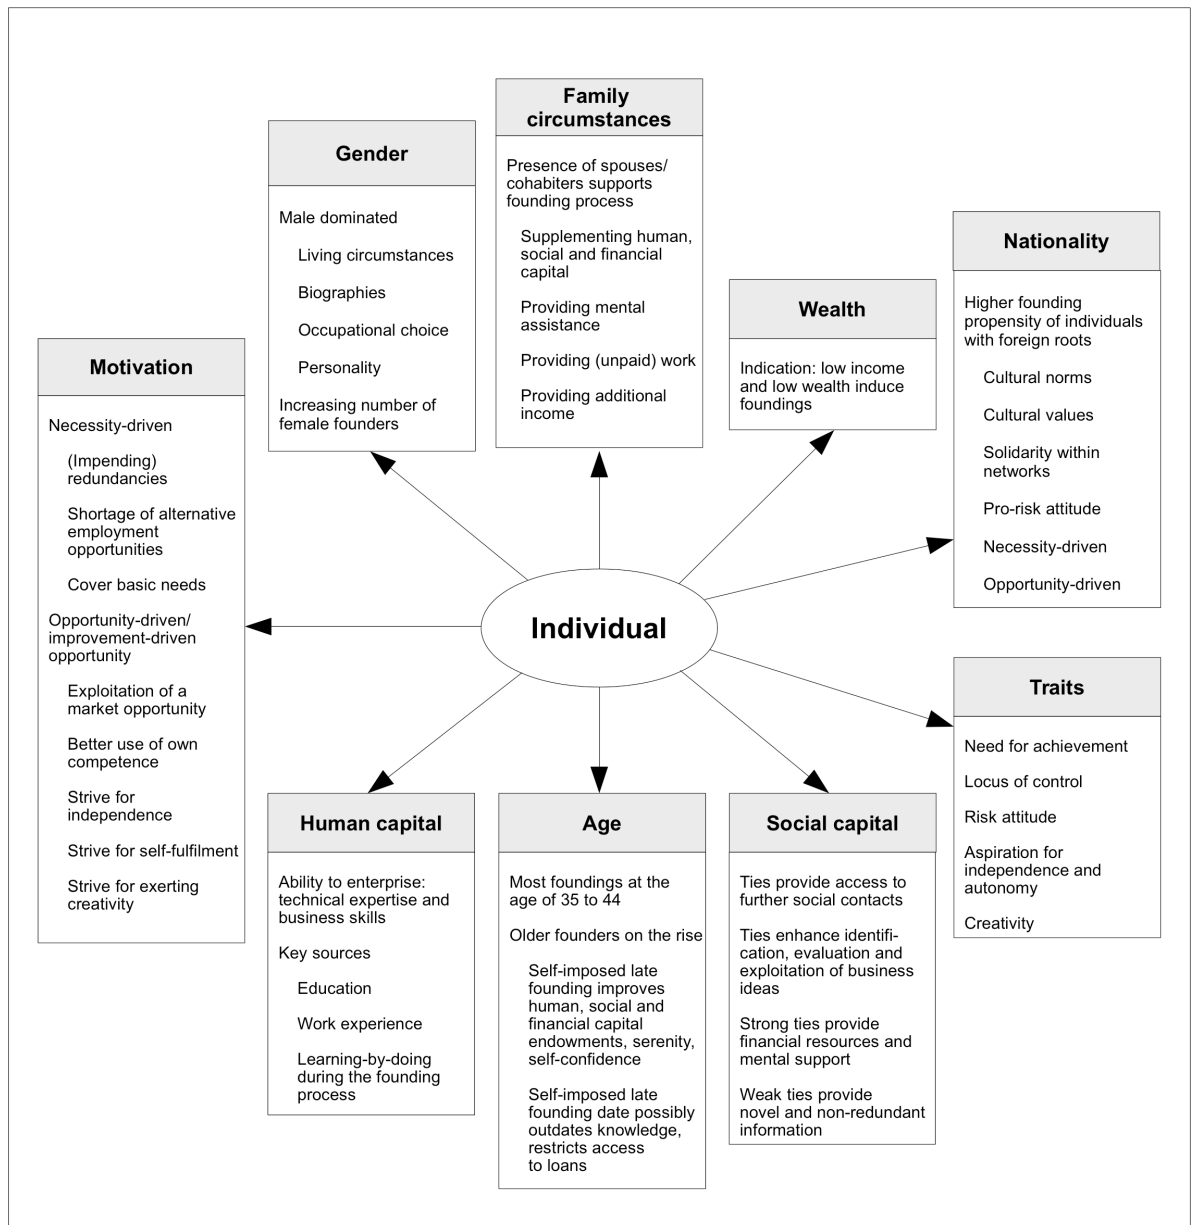 Family
circumstances
Presence of spouses/
cohabiters supports
founding process
Supplementing human,
social and financial
capital
Providing mental
assistance
Providing (unpaid) work
Providing additional
income
Gender
Male dominated
Living circumstances
Biographies
Occupational choice
Personality
Increasing number of
female founders
Nationality
Higher founding
propensity of individuals
with foreign roots
Cultural norms
Cultural values
Solidarity within
networks
Pro-risk attitude
Necessity-driven
Opportunity-driven
Wealth
Indication: low income
and low wealth induce
foundings
Motivation
Necessity-driven
(Impending)
redundancies
Shortage of alternative
employment
opportunities
Cover basic needs
Opportunity-driven/
improvement-driven
opportunity
Exploitation of a
market opportunity
Better use of own
competence
Strive for
independence
Strive for self-fulfilment
Strive for exerting
creativity
Individual
Traits
Need for achievement
Locus of control
Risk attitude
Aspiration for
independence and
autonomy
Creativity
Human capital
Ability to enterprise:
technical expertise and
business skills
Key sources
Education
Work experience
Learning-by-doing
during the founding
process
Age
Most foundings at the
age of 35 to 44
Older founders on the rise
Self-imposed late
founding improves
human, social and
financial capital
endowments, serenity,
self-confidence
Self-imposed late
founding date possibly
outdates knowledge,
restricts access
to loans
Social capital
Ties provide access to
further social contacts
Ties enhance identifi-
cation, evaluation and
exploitation of business
ideas
Strong ties provide
financial resources and
mental support
Weak ties provide
novel and non-redundant
information